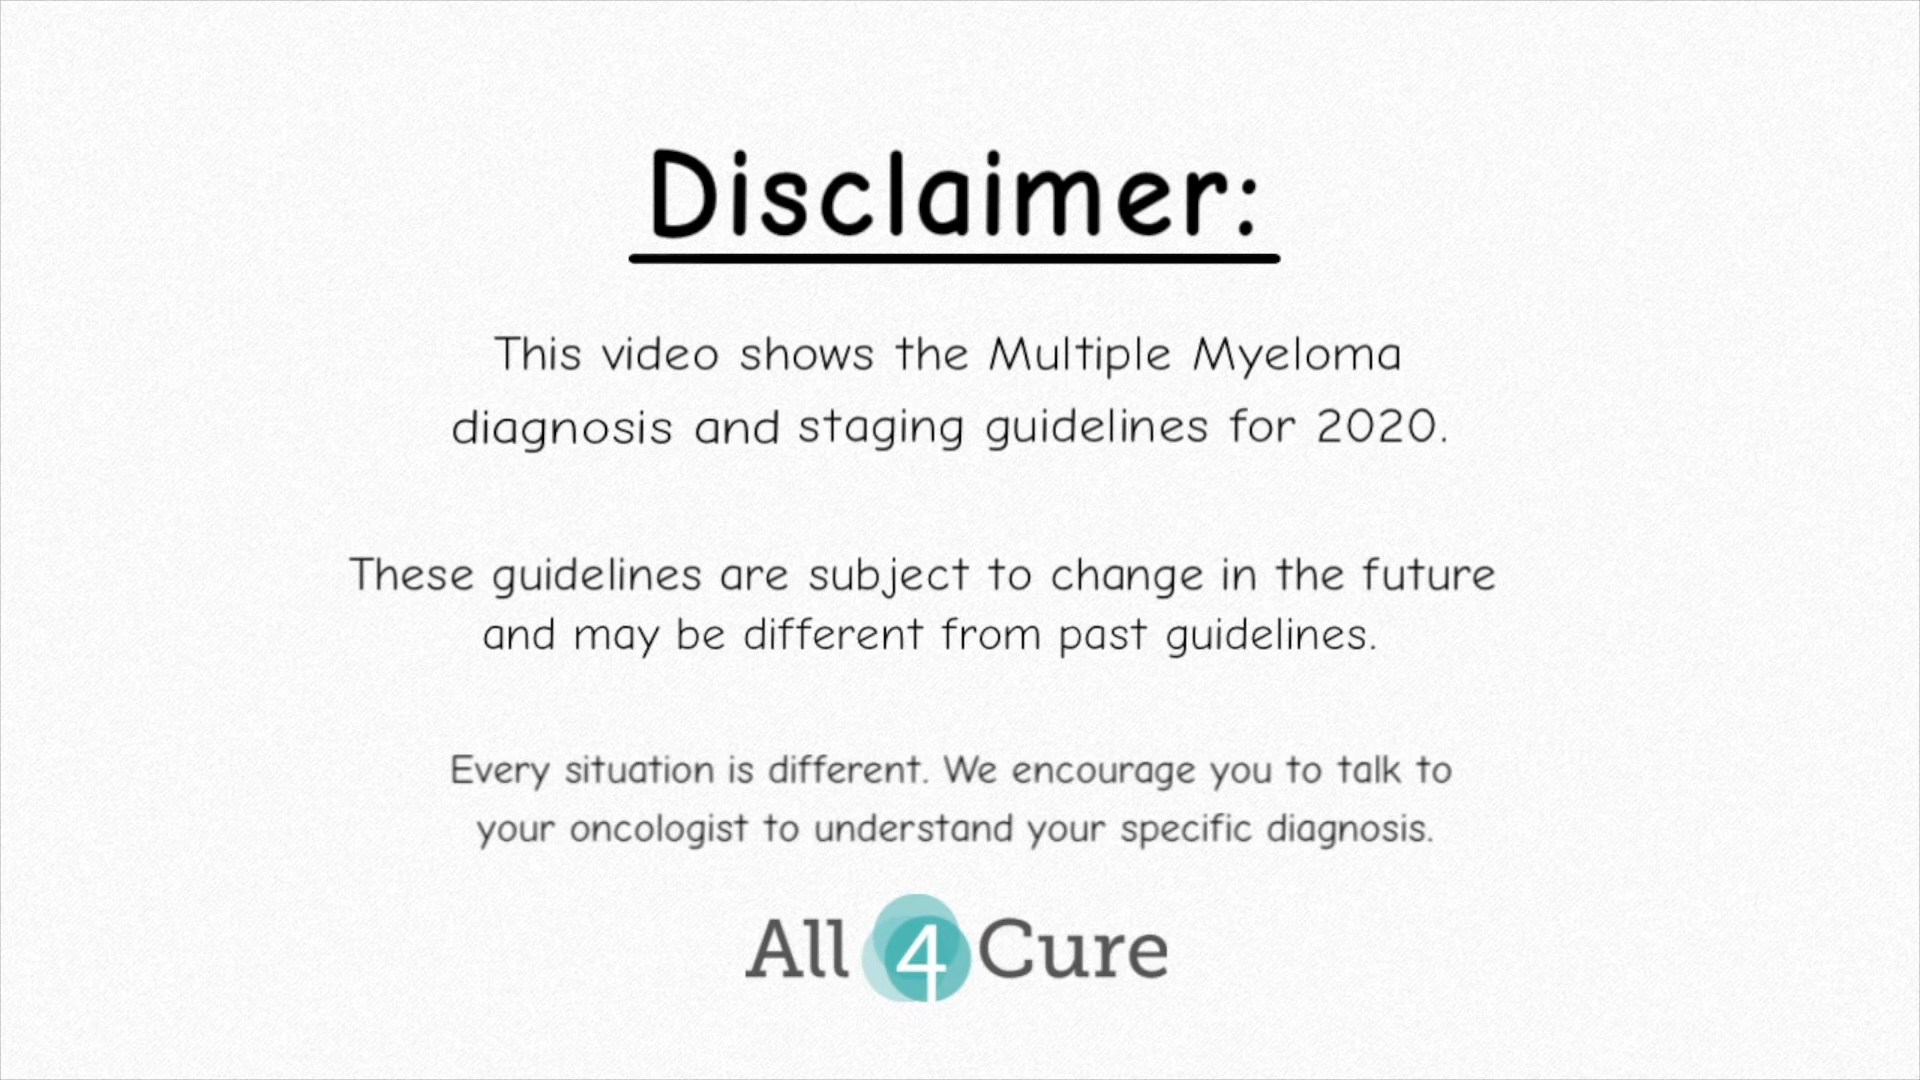 Disclaimer:
This video shows the Multiple Myeloma
diagnosis and staging guidelines for 2020.
These guidelines are subject to change in the future
and may be different from past guidelines.
Every situation is different. We encourage you to talk to
your oncologist to understand your specific diagnosis.
All 4 Cure